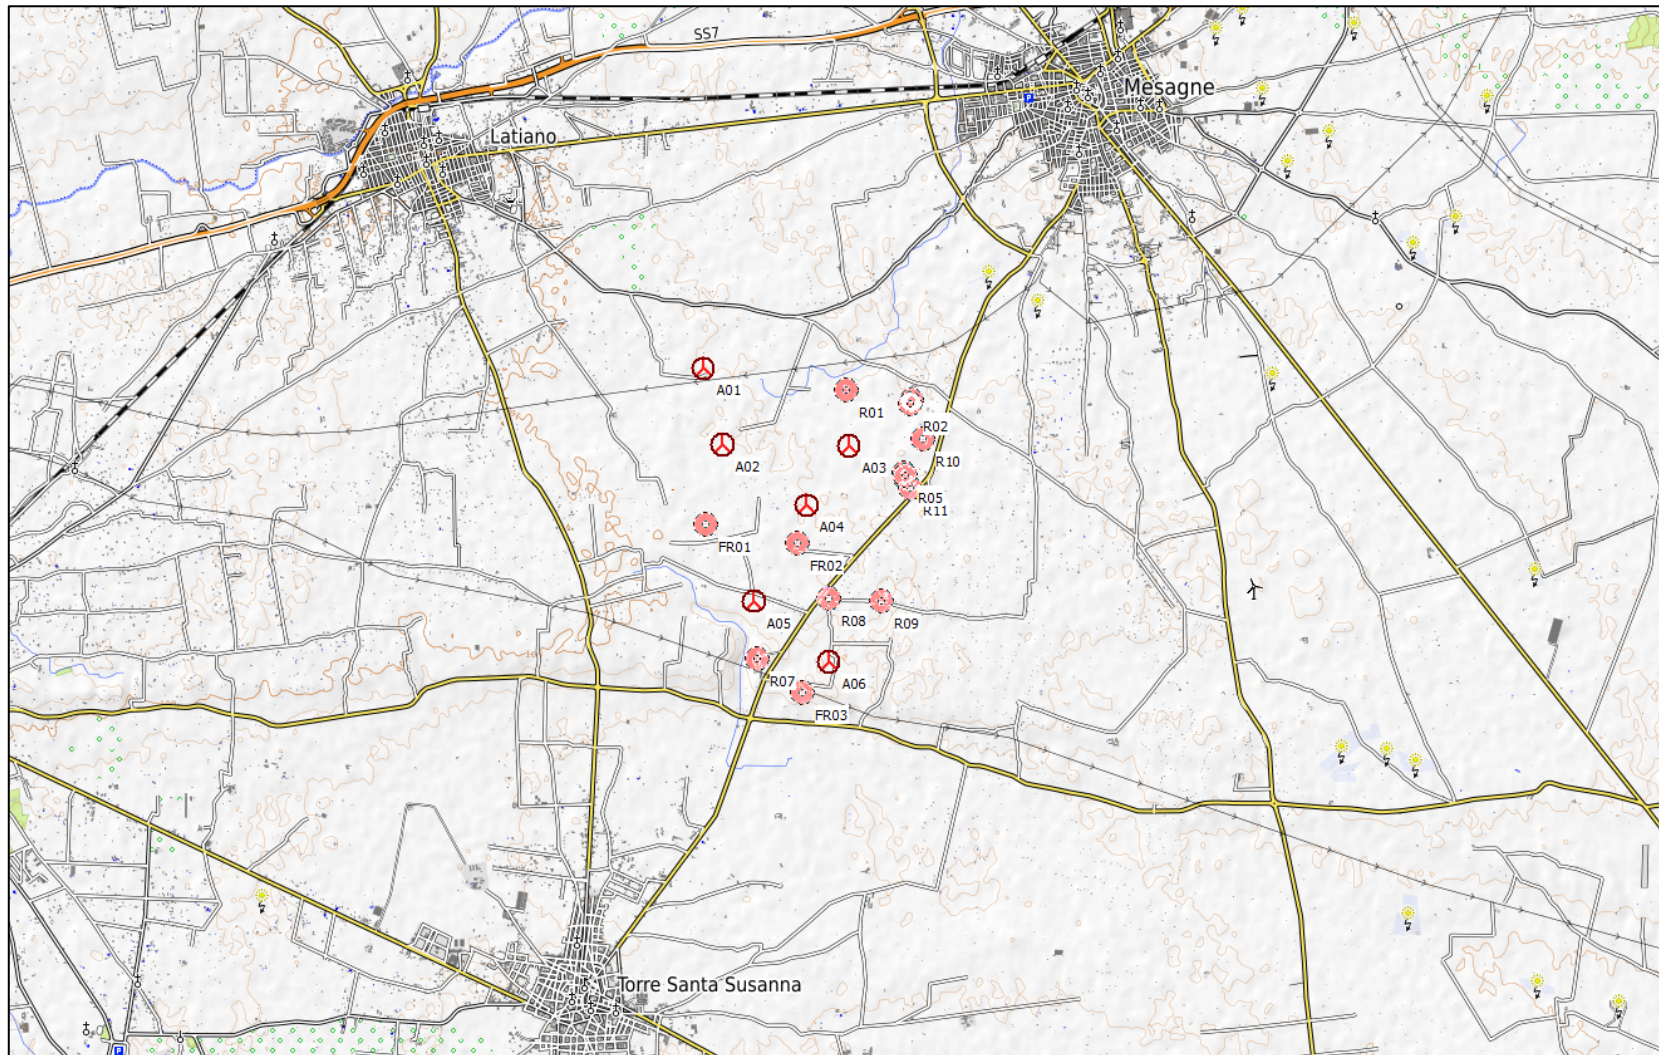 SS7
Mesagne
Latiano
A01
R01
R02
A02
A03
R10
R05
R11
A04
FR01
FR02
A05
R08
R09
R07
A06
FR03
Torre Santa Susanna
P
P